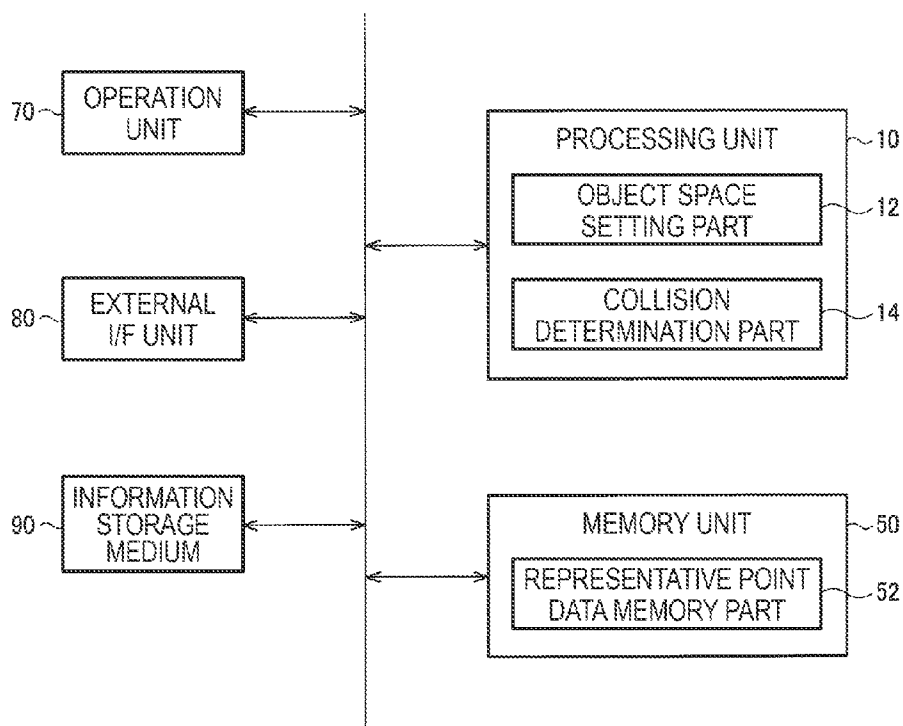 70
OPERATION
UNIT
80
EXTERNAL
I/F UNIT
90
INFORMATION
STORAGE
MEDIUM
PROCESSING UNIT
10
OBJECT SPACE
SETTING PART
12
COLLISION
DETERMINATION PART
14
MEMORY UNIT
50
REPRESENTATIVE POINT
DATA MEMORY PART
52